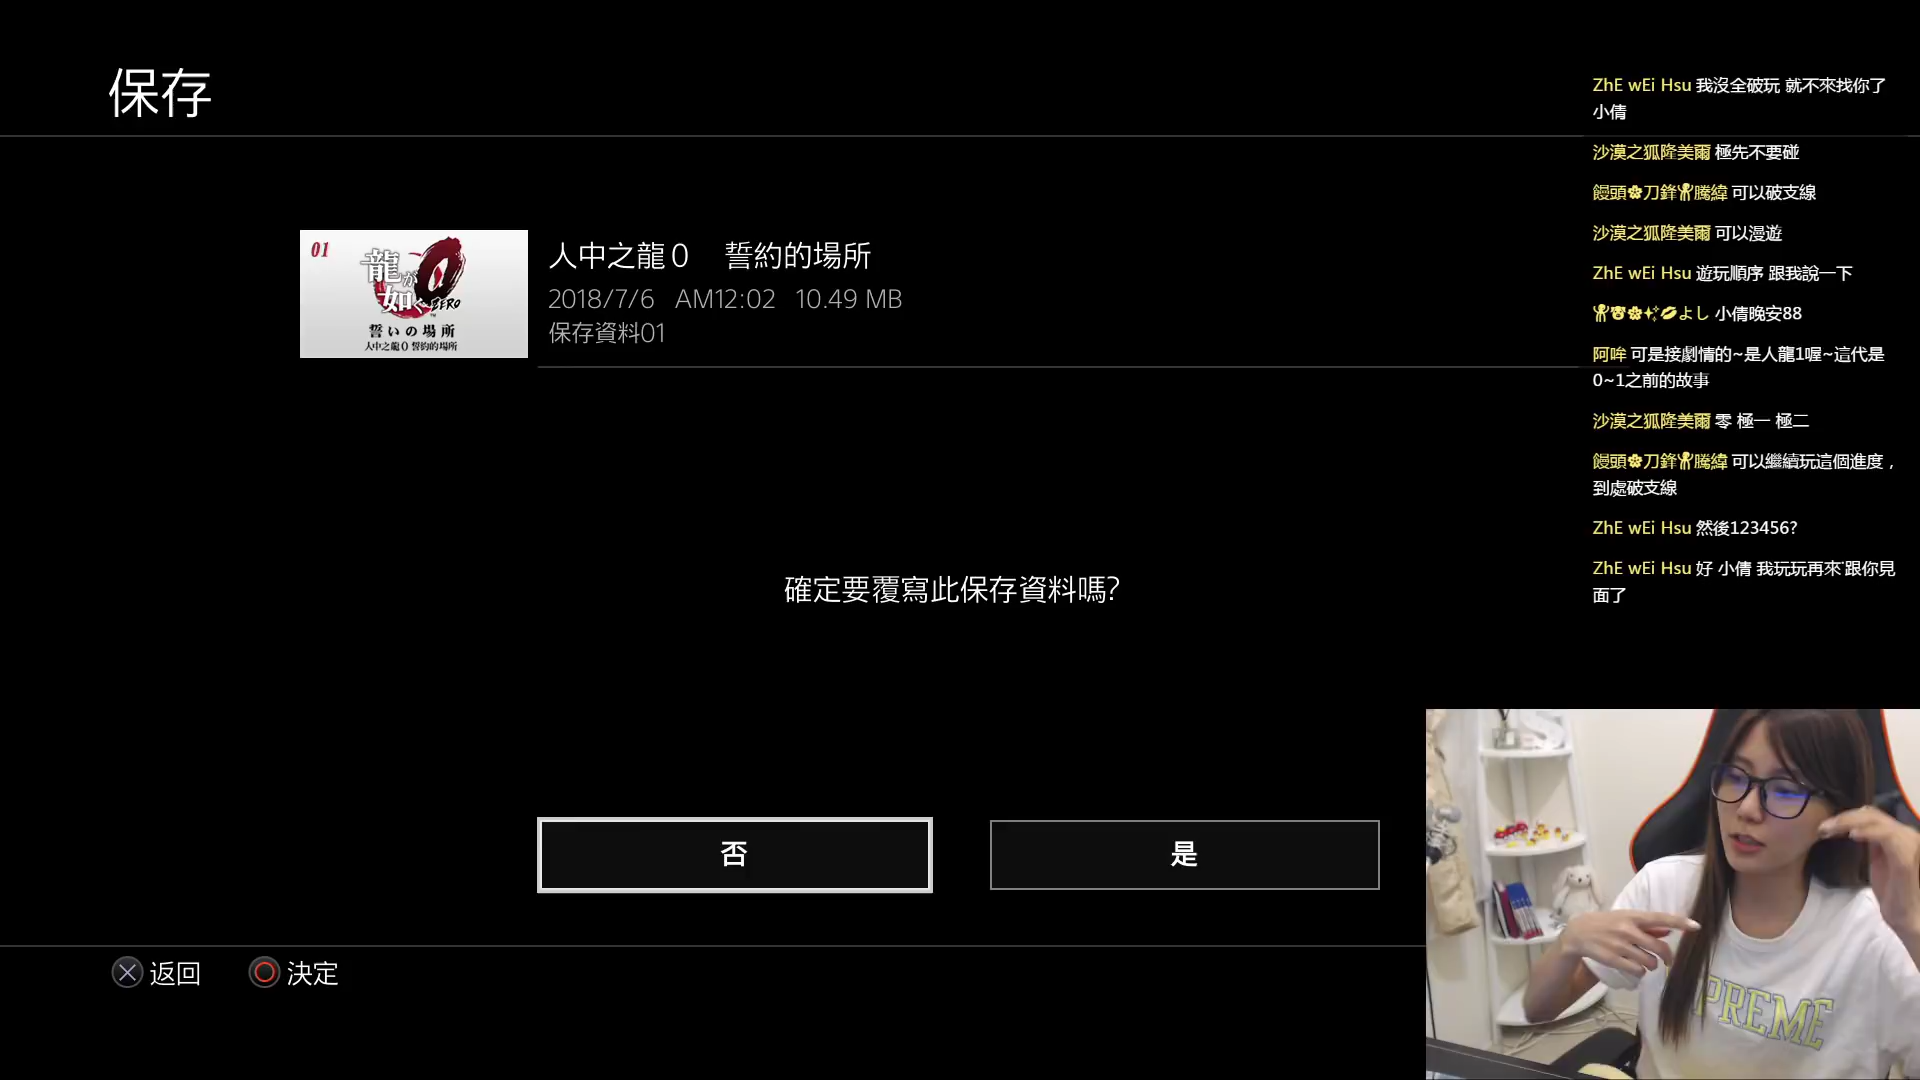 保存
01
龍が
如く
0
ZERO
誓いの場所
人中之龍0 誓約的場所
人中之龍0 誓約的場所
2018/7/6 AM12:02 10.49 MB
保存資料01
確定要覆寫此保存資料嗎?
否
是
返回
決定
ZhE wEi Hsu 我沒全破玩 就不來找你了
小倩
沙漠之狐隆美爾 極先不要碰
饅頭✿刀鋒騰緯 可以破支線
沙漠之狐隆美爾 可以漫遊
ZhE wEi Hsu 遊玩順序 跟我說一下
よし 小倩晚安88
阿哞 可是接劇情的~是人龍1喔~這代是
0~1之前的故事
沙漠之狐隆美爾 零 極一 極二
饅頭✿刀鋒騰緯 可以繼續玩這個進度,
到處破支線
ZhE wEi Hsu 然後123456?
ZhE wEi Hsu 好 小倩 我玩玩再來 跟你見
面了
PREME